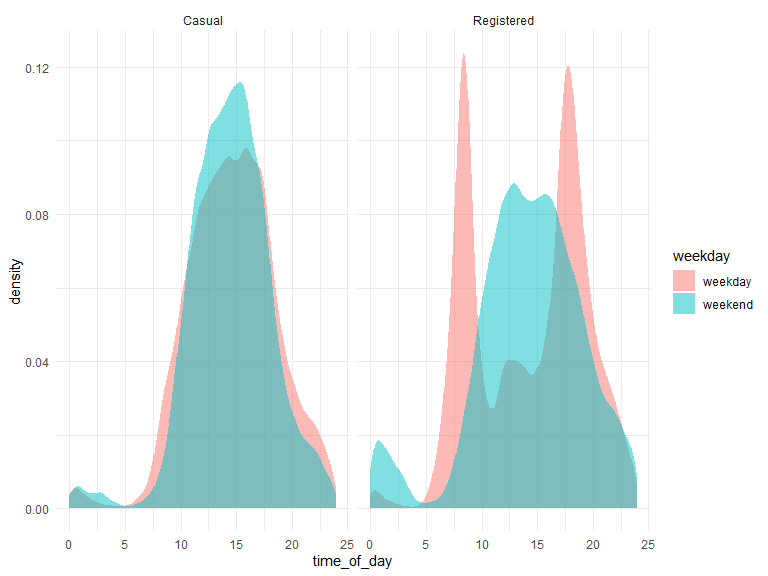 Casual
Registered
0.12
0.08
0.04
0.00
density
0 5 10 15 20 25
0 5 10 15 20 25
time_of_day
weekday
weekday
weekend